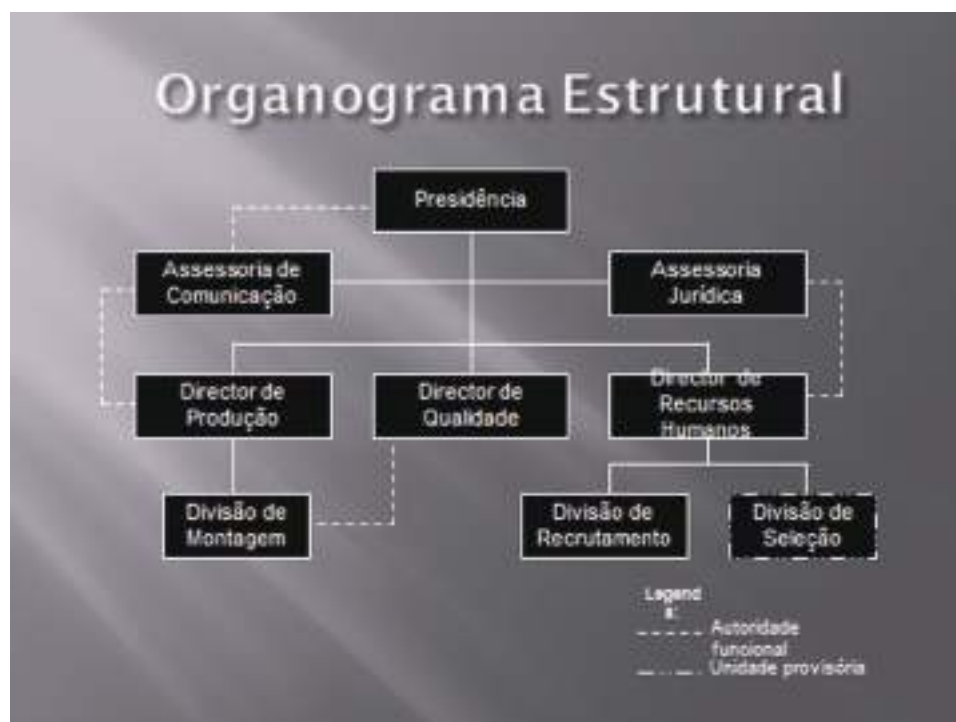 Organograma Estrutural
Presidência
Assessoria de
Comunicação
Assessoria
Jurídica
Director de
Produção
Director de
Qualidade
Director de
Recursos
Humanos
Divisão de
Montagem
Divisão de
Recrutamento
Divisão de
Seleção
Legend
a:
Autoridade
funcional
Unidade provisória